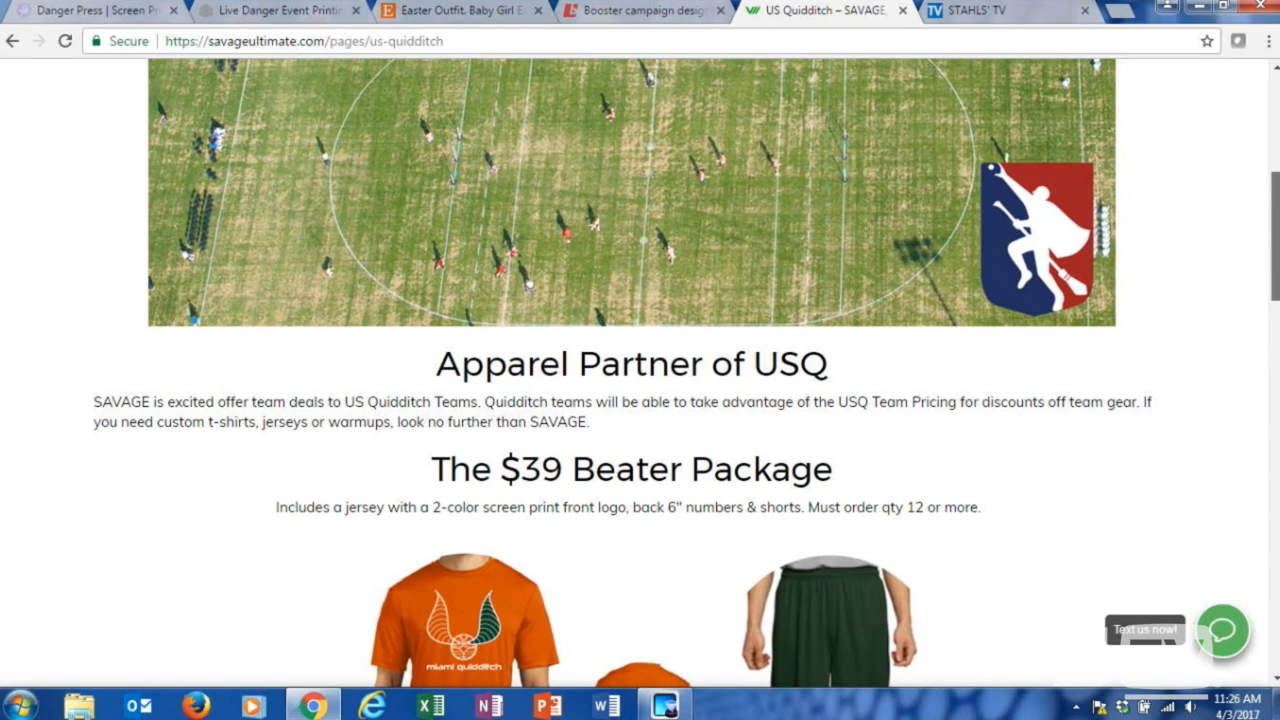 Danger Press | Screen P
Live Danger Event Printi
Easter Outfit. Baby Girl E
Booster campaign desig
US Quidditch – SAVAGE
STAHLS' TV
Secure
https://savageultimate.com/pages/us-quidditch
Apparel Partner of USQ
SAVAGE is excited offer team deals to US Quidditch Teams. Quidditch teams will be able to take advantage of the USQ Team Pricing for discounts off team gear. If
you need custom t-shirts, jerseys or warmups, look no further than SAVAGE.
The $39 Beater Package
Includes a jersey with a 2-color screen print front logo, back 6" numbers & shorts. Must order qty 12 or more.
miami quidditch
Text us now!
11:26 AM
4/3/2017